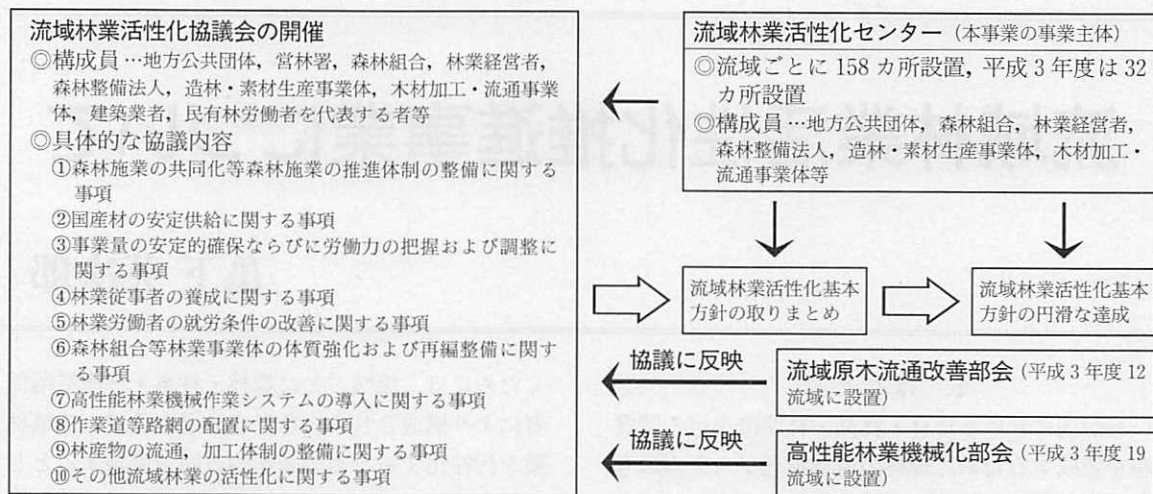 流域林業活性化協議会の開催
◎構成員…地方公共団体，営林署，森林組合，林業経営者，
森林整備法人，造林・素材生産事業体，木材加工・流通事業
体，建築業者，民有林労働者を代表する者等
◎具体的な協議内容
①森林施業の共同化等森林施業の推進体制の整備に関する
事項
②国産材の安定供給に関する事項
③事業量の安定的確保ならびに労働力の把握および調整に
関する事項
④林業従事者の養成に関する事項
⑤林業労働者の就労条件の改善に関する事項
⑥森林組合等林業事業体の体質強化および再編整備に関す
る事項
⑦高性能林業機械作業システムの導入に関する事項
⑧作業道等路網の配置に関する事項
⑨林産物の流通，加工体制の整備に関する事項
⑩その他流域林業の活性化に関する事項
流域林業活性化センター（本事業の事業主体）
◎流域ごとに 158 カ所設置，平成 3 年度は 32
カ所設置
◎構成員…地方公共団体，森林組合，林業経営者，
森林整備法人，造林・素材生産事業体，木材加工・
流通事業体等
流域林業活性化基本
方針の取りまとめ
流域林業活性化基本
方針の円滑な達成
協議に反映
流域原木流通改善部会（平成 3 年度 12
流域に設置）
協議に反映
高性能林業機械化部会（平成 3 年度 19
流域に設置）